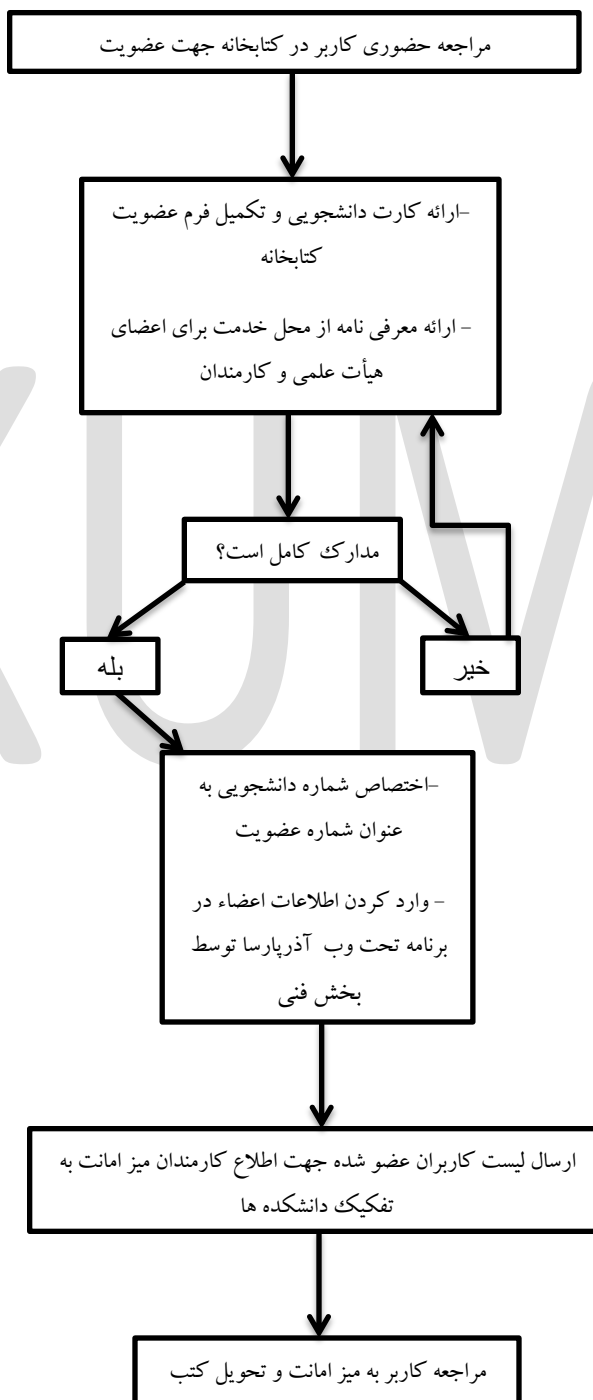 مراجعه حضوری کاربر در کتابخانه جهت عضویت
-ارائه کارت دانشجویی و تکمیل فرم عضویت
کتابخانه
- ارائه معرفی نامه از محل خدمت برای اعضای
هیأت علمی و کارمندان
مدارک کامل است؟
بله
خیر
-اختصاص شماره دانشجویی به
عنوان شماره عضویت
- وارد کردن اطلاعات اعضاء در
برنامه تحت وب آذرپارسا توسط
بخش فنی
ارسال لیست کاربران عضو شده جهت اطلاع کارمندان میز امانت به
تفکیک دانشکده ها
مراجعه کاربر به میز امانت و تحویل کتب